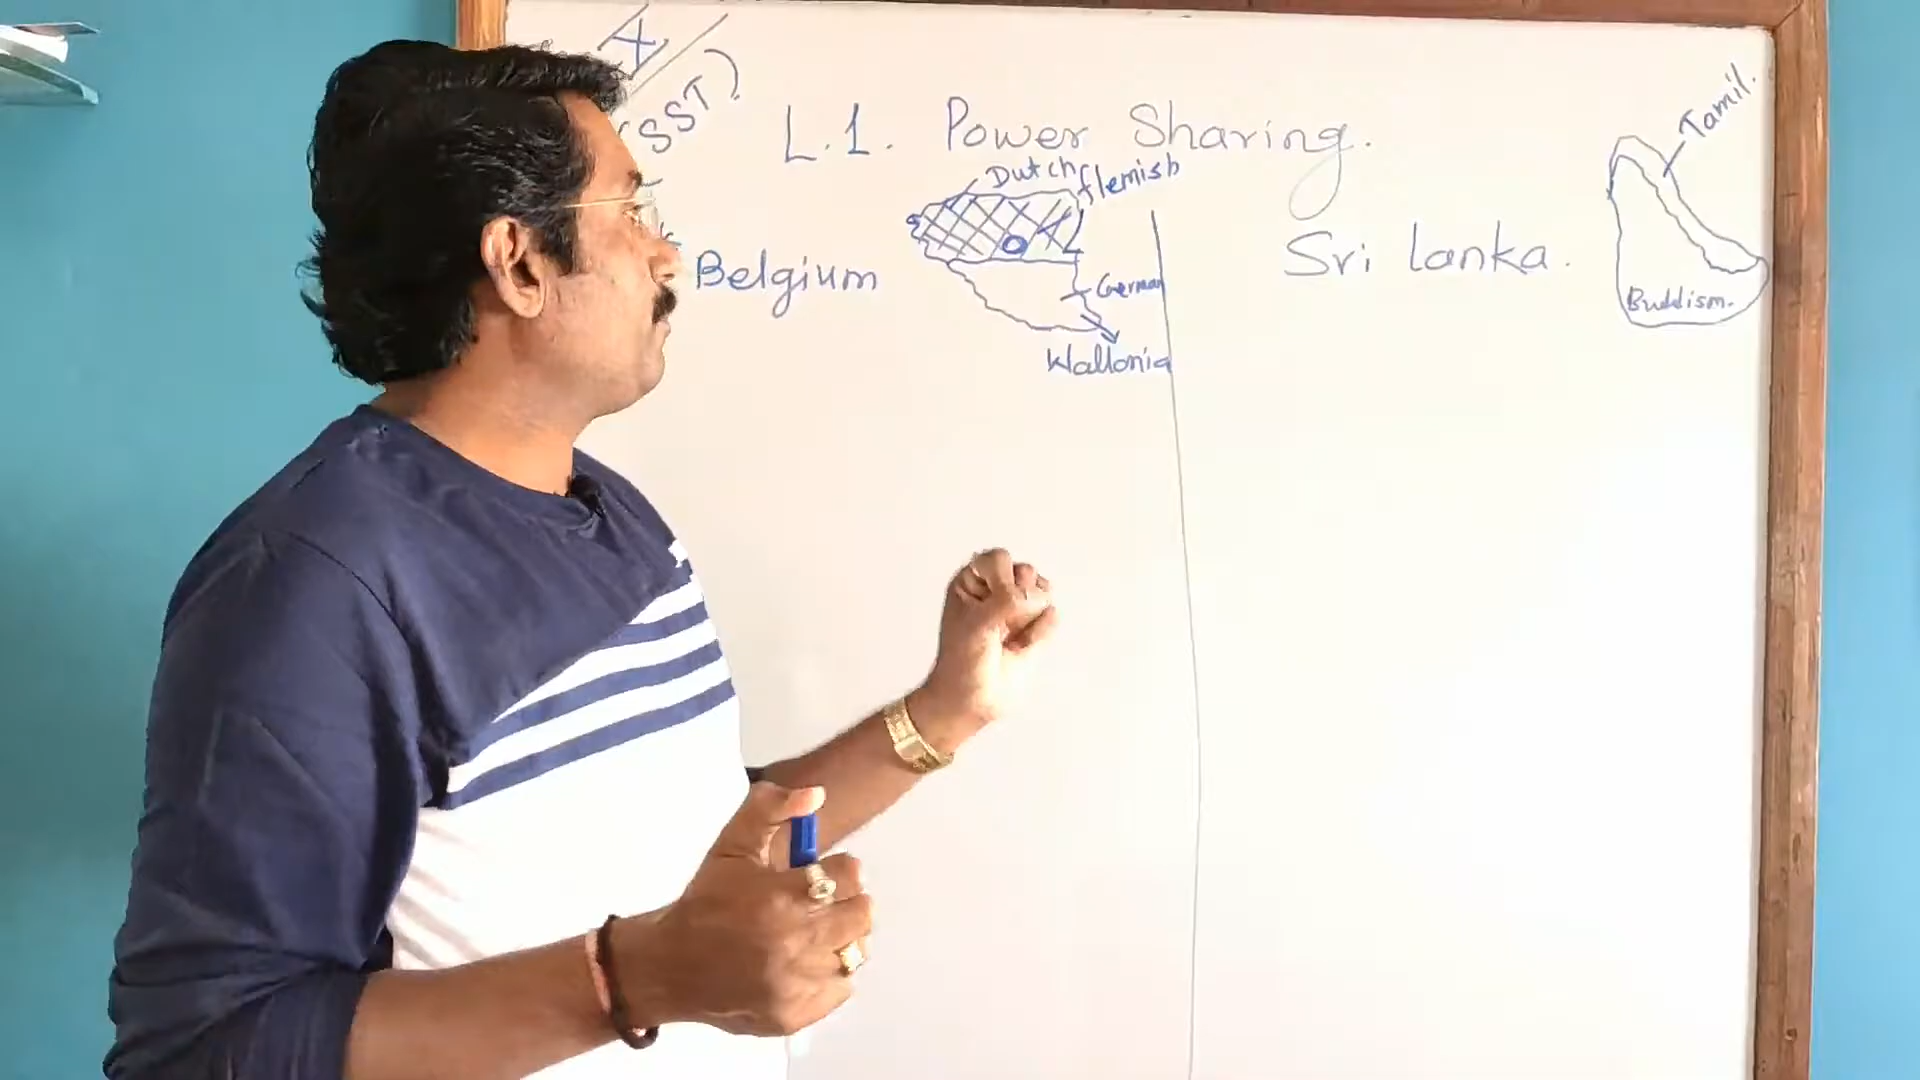 X
(SST)
L.1. Power Sharing.
Dutch flemish
Tamil.
Belgium
Sri lanka.
German
Buddism.
Wallonia